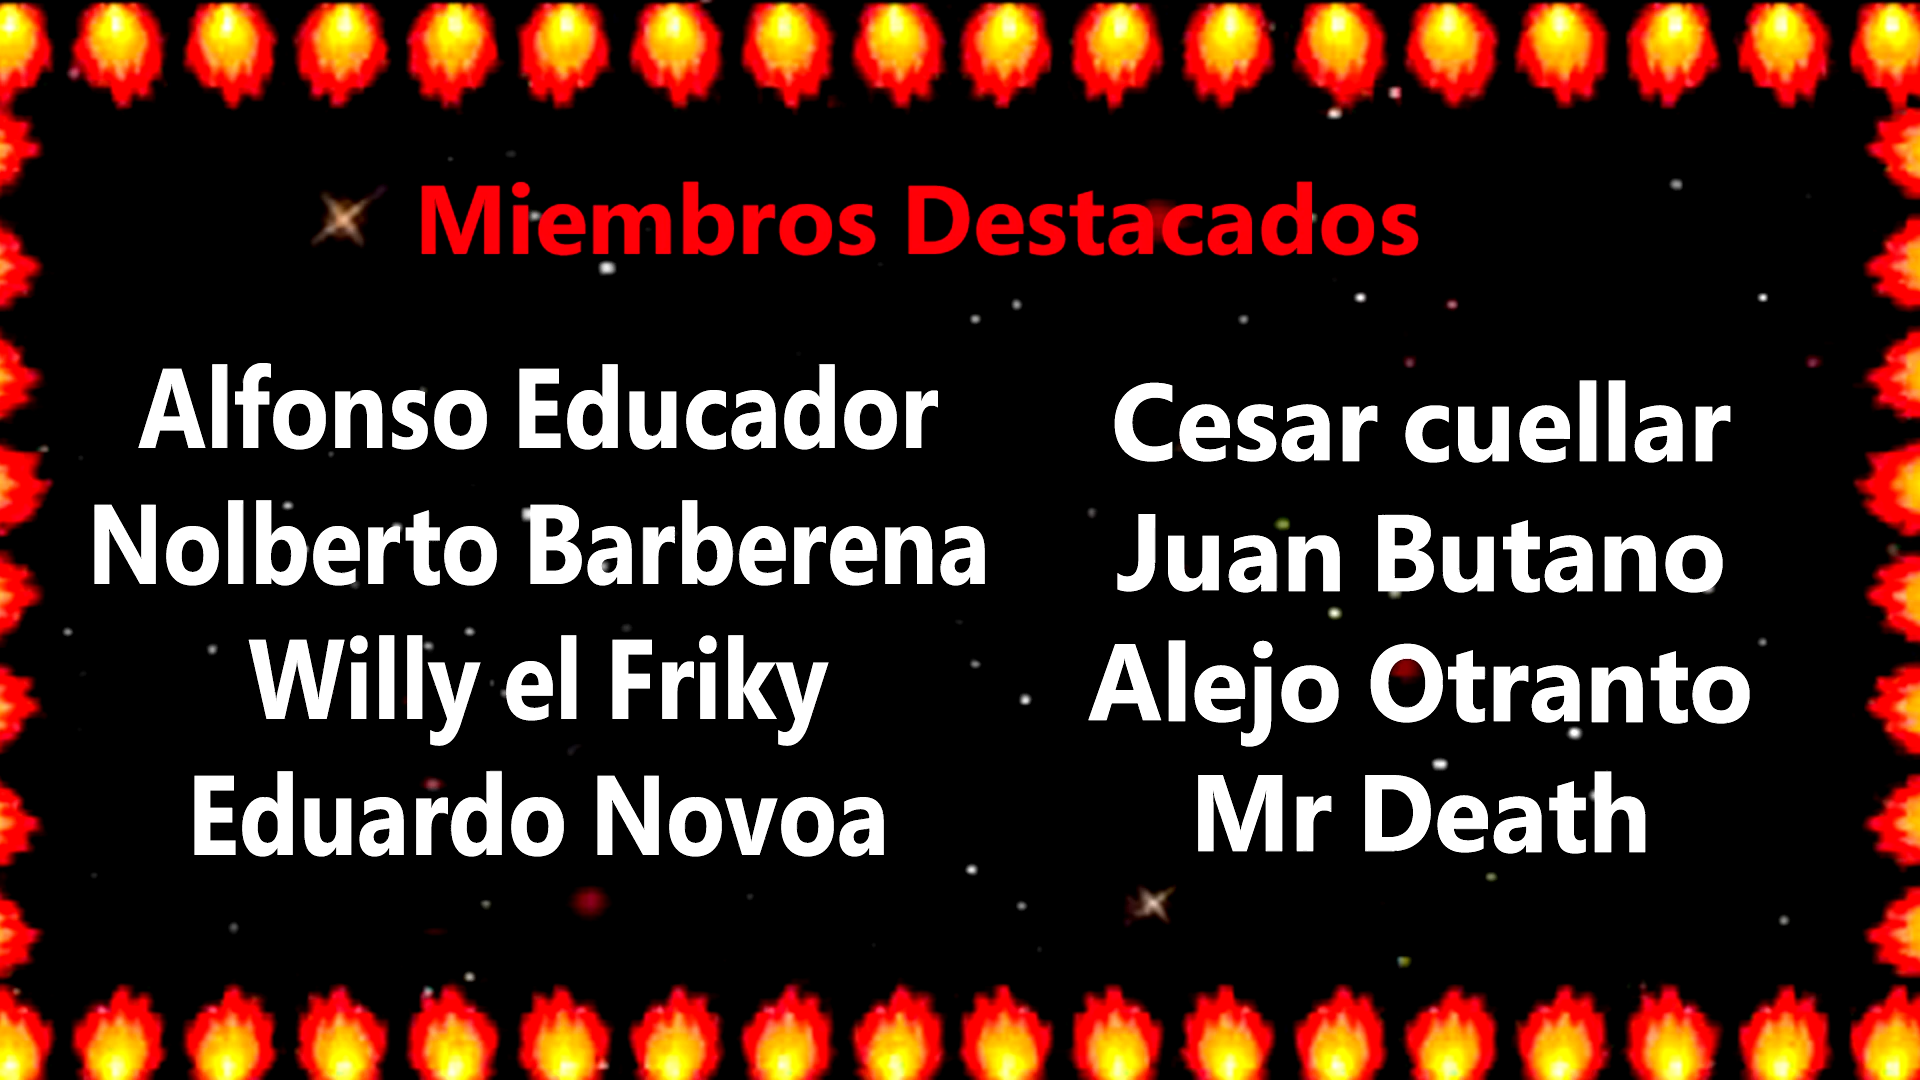 Miembros Destacados
Alfonso Educador
Nolberto Barberena
Willy el Friky
Eduardo Novoa
Cesar cuellar
Juan Butano
Alejo Otranto
Mr Death